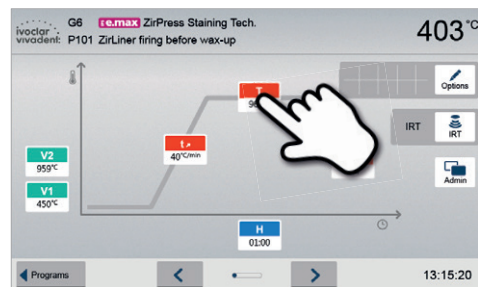 ivoclar vivadent:
G6 IPS e.max ZirPress Staining Tech.
P101 ZirLiner firing before wax-up
403°C
T
Options
IRT
IRT
t↗
40°C/min
V2
959°C
V1
450°C
Admin
H
01:00
Programs
13:15:20